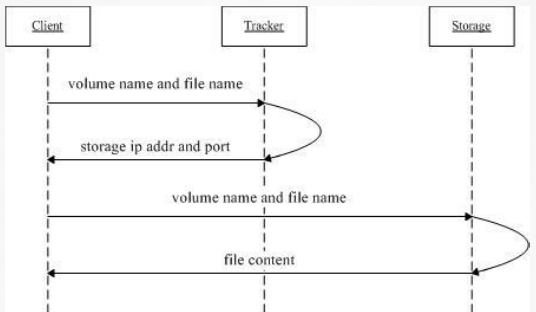 Client
Tracker
Storage
volume name and file name
storage ip addr and port
volume name and file name
file content